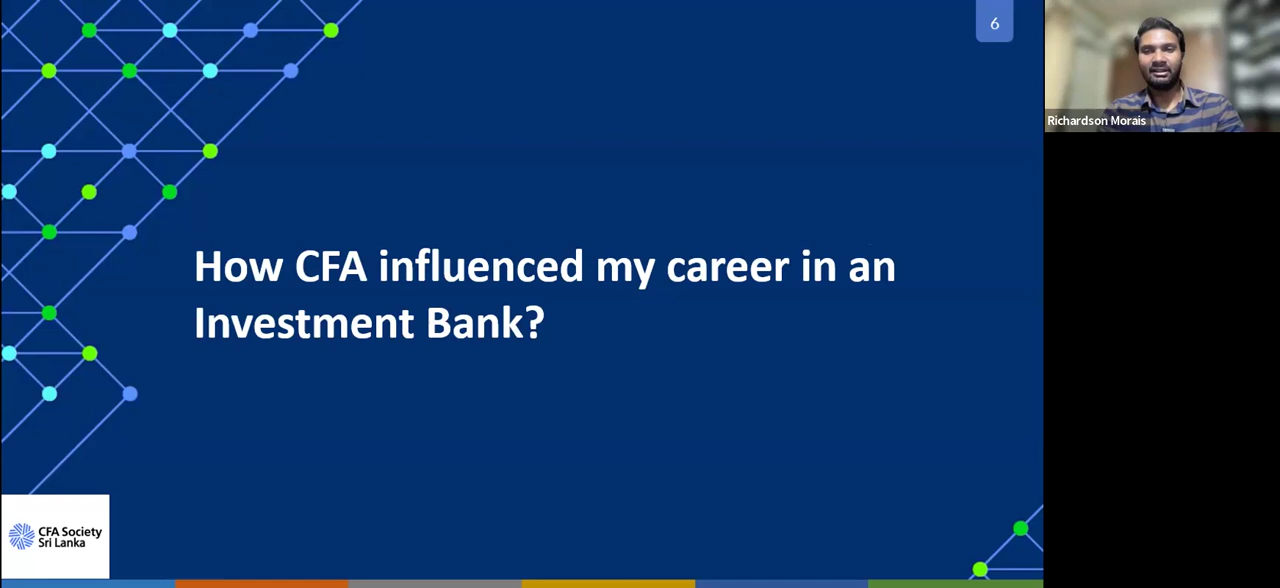 6
How CFA influenced my career in an
Investment Bank?
CFA Society
Sri Lanka
Richardson Morais